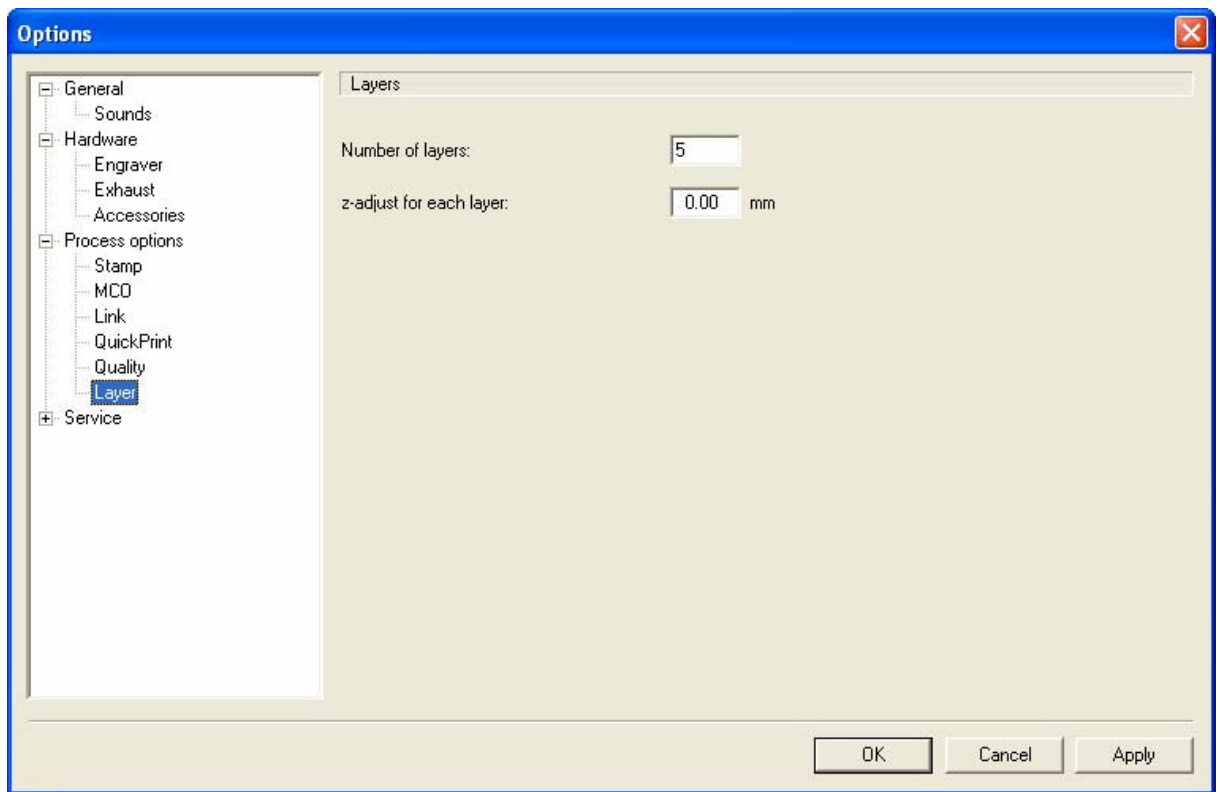 Options
General
Sounds
Hardware
Engraver
Exhaust
Accessories
Process options
Stamp
MCO
Link
QuickPrint
Quality
Layer
Service
Layers
Number of layers: 5
z-adjust for each layer: 0.00 mm
OK Cancel Apply